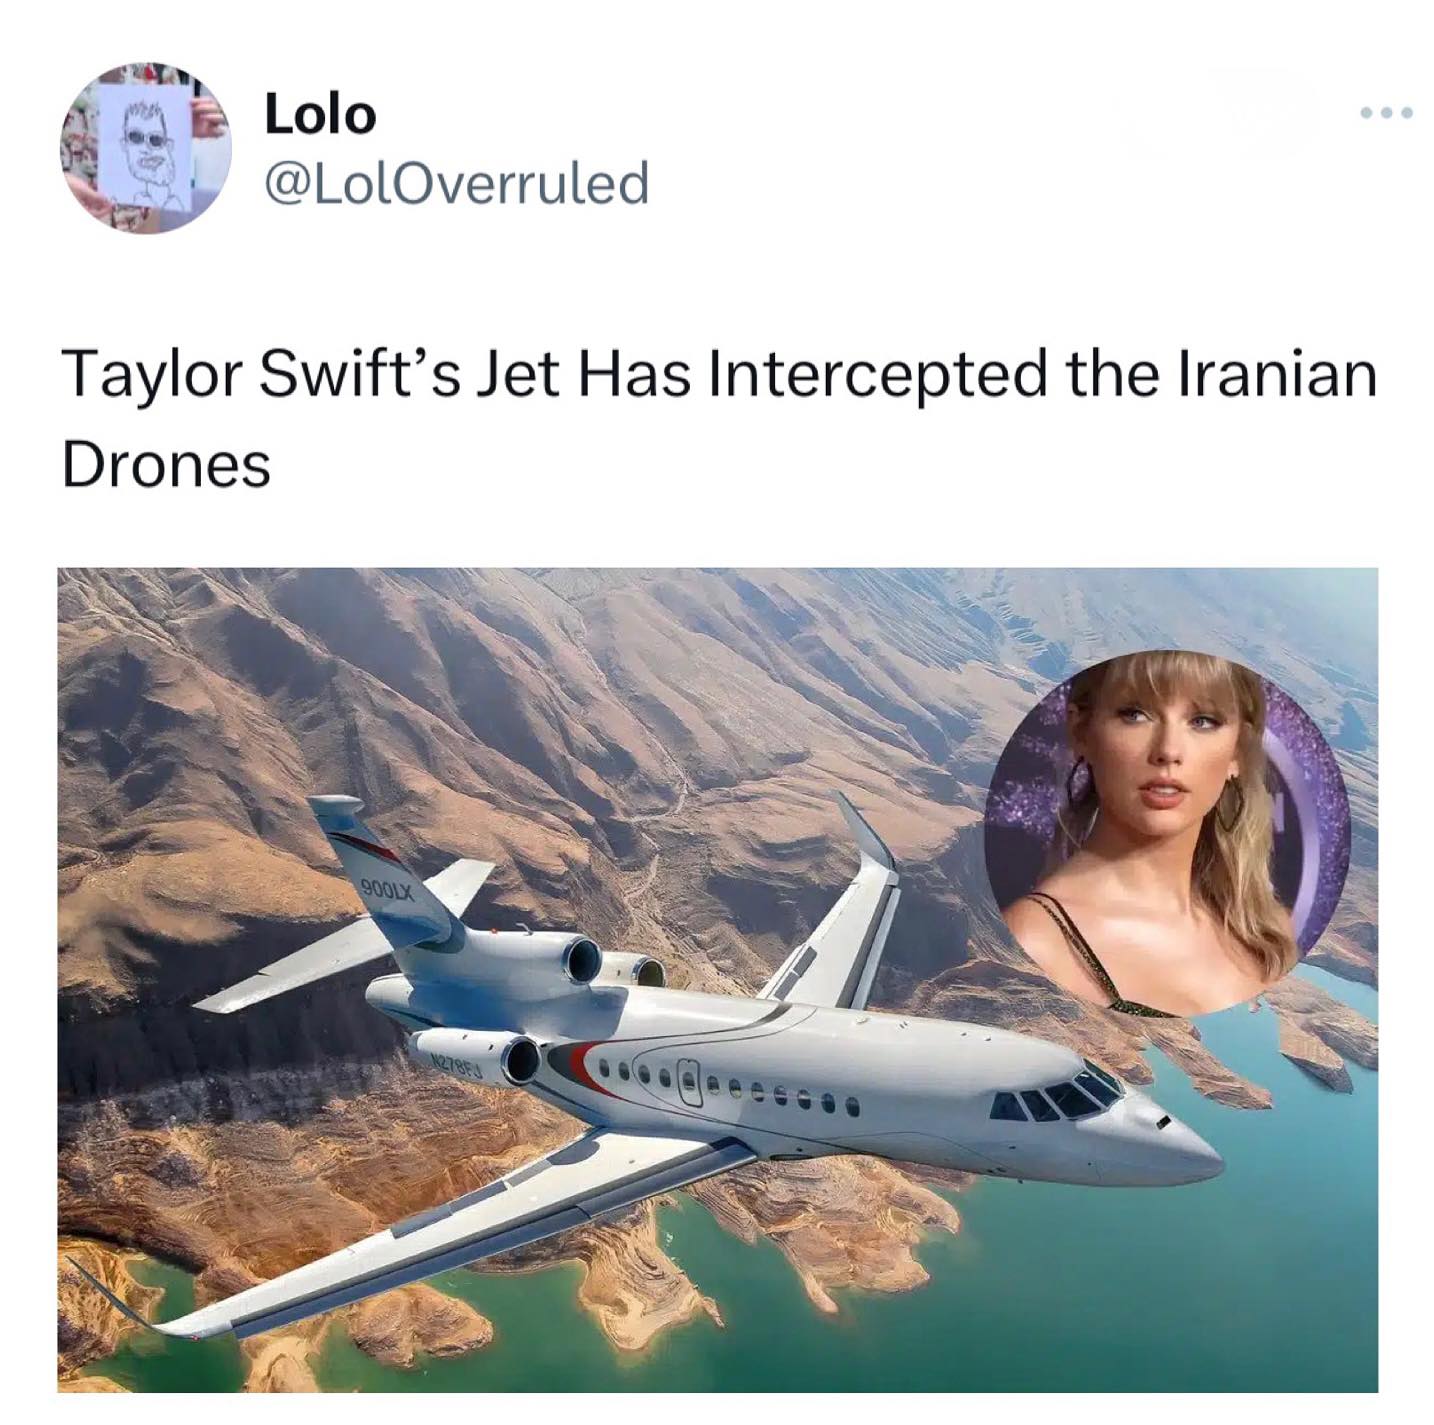 Lolo
@LolOverruled
Taylor Swift’s Jet Has Intercepted the Iranian
Drones
900LX
N278FJ